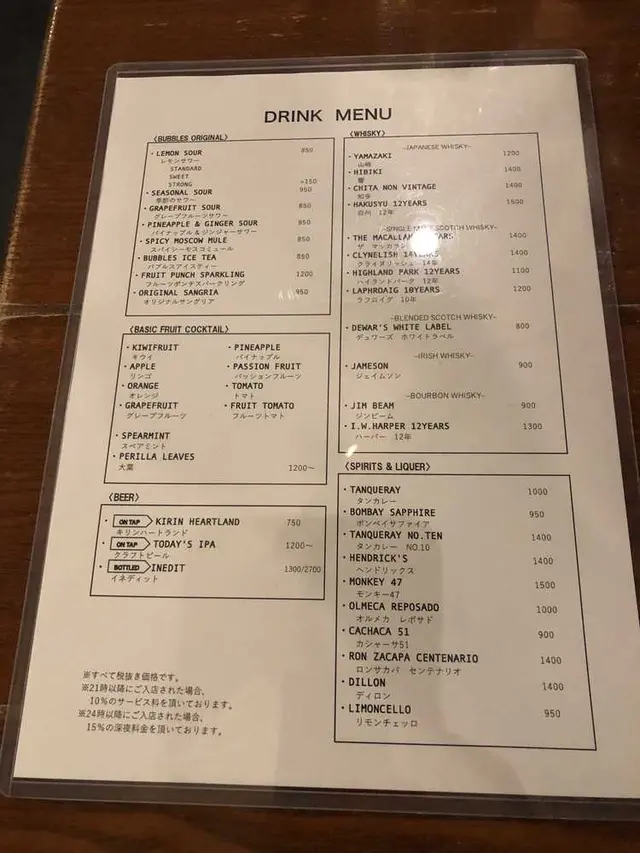 DRINK MENU
〈BUBBLES ORIGINAL〉
・LEMON SOUR 850
レモンサワー
STANDARD
SWEET
STRONG +150
・SEASONAL SOUR 950
季節のサワー
・GRAPEFRUIT SOUR 850
グレープフルーツサワー
・PINEAPPLE & GINGER SOUR 850
パイナップル＆ジンジャーサワー
・SPICY MOSCOW MULE 850
スパイシーモスコミュール
・BUBBLES ICE TEA 850
バブルスアイスティー
・FRUIT PUNCH SPARKLING 1200
フルーツポンチスパークリング
・ORIGINAL SANGRIA 950
オリジナルサングリア
〈BASIC FRUIT COCKTAIL〉
・KIWIFRUIT ・PINEAPPLE
キウイ パイナップル
・APPLE ・PASSION FRUIT
リンゴ パッションフルーツ
・ORANGE ・TOMATO
オレンジ トマト
・GRAPEFRUIT ・FRUIT TOMATO
グレープフルーツ フルーツトマト
・SPEARMINT
スペアミント
・PERILLA LEAVES
大葉 1200〜
〈BEER〉
・ON TAP KIRIN HEARTLAND 750
キリンハートランド
・ON TAP TODAY'S IPA 1200〜
クラフトビール
・BOTTLED INEDIT 1300/2700
イネディット
※すべて税抜き価格です。
※21時以降にご入店された場合、
10％のサービス料を頂いております。
※24時以降にご入店された場合、
15％の深夜料金を頂いております。
〈WHISKY〉
-JAPANESE WHISKY-
・YAMAZAKI 1200
山崎
・HIBIKI 1400
響
・CHITA NON VINTAGE 1400
知多
・HAKUSYU 12YEARS 1500
白州 12年
-SINGLE MALT SCOTCH WHISKY-
・THE MACALLAN YEARS 1400
ザ マッカラン
・CLYNELISH 14YEARS 1400
クライヌリッシュ 14年
・HIGHLAND PARK 12YEARS 1100
ハイランドパーク 12年
・LAPHROAIG 10YEARS 1200
ラフロイグ 10年
-BLENDED SCOTCH WHISKY-
・DEWAR'S WHITE LABEL 800
デュワーズ ホワイトラベル
-IRISH WHISKY-
・JAMESON 900
ジェイムソン
-BOURBON WHISKY-
・JIM BEAM 900
ジンビーム
・I.W.HARPER 12YEARS 1300
ハーパー 12年
〈SPIRITS & LIQUER〉
・TANQUERAY 1000
タンカレー
・BOMBAY SAPPHIRE 950
ボンベイサファイア
・TANQUERAY NO.TEN 1400
タンカレー NO.10
・HENDRICK'S 1400
ヘンドリックス
・MONKEY 47 1500
モンキー47
・OLMECA REPOSADO 1000
オルメカ レポサド
・CACHACA 51 900
カシャーサ51
・RON ZACAPA CENTENARIO 1400
ロンサカパ センテナリオ
・DILLON 1400
ディロン
・LIMONCELLO 950
リモンチェッロ